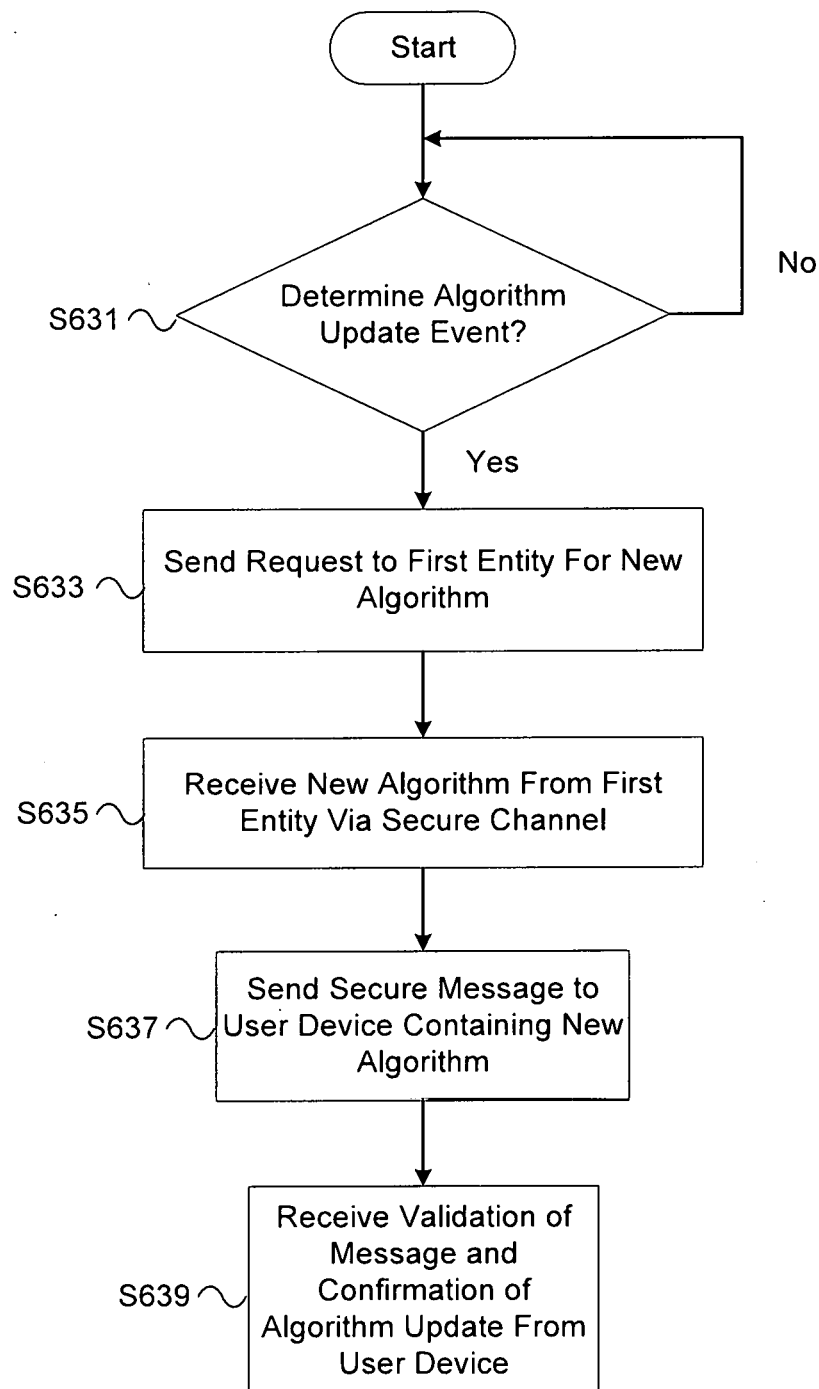 Start
No
Determine Algorithm
Update Event?
S631
Yes
Send Request to First Entity For New
Algorithm
S633
Receive New Algorithm From First
Entity Via Secure Channel
S635
Send Secure Message to
User Device Containing New
Algorithm
S637
Receive Validation of
Message and
Confirmation of
Algorithm Update From
User Device
S639